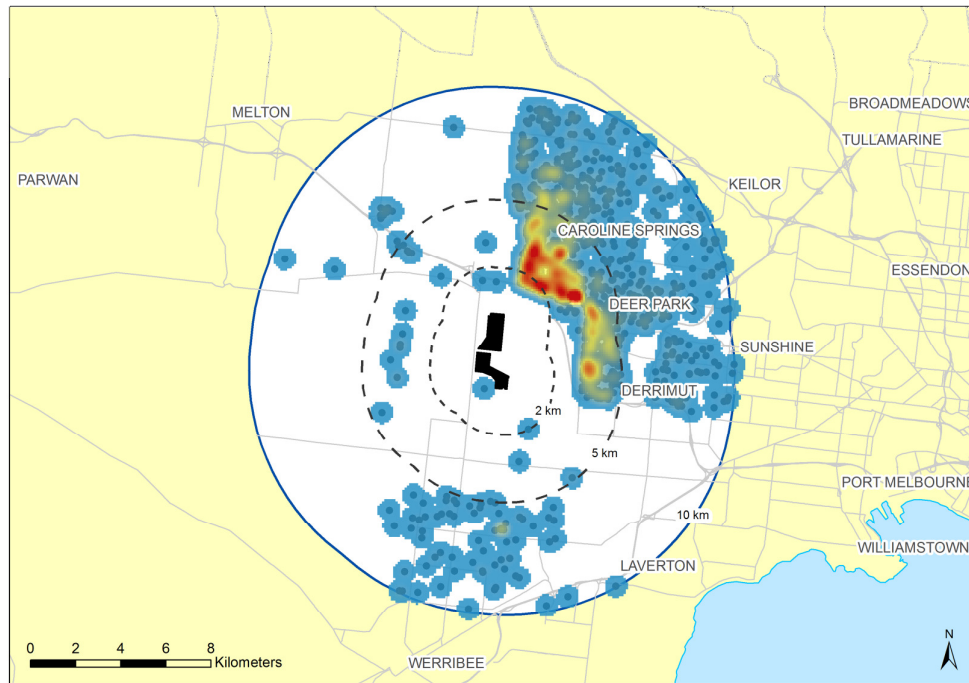 BROADMEADOWS
MELTON
TULLAMARINE
PARWAN
KEILOR
CAROLINE SPRINGS
ESSENDON
DEER PARK
SUNSHINE
DERRIMUT
2 km
5 km
PORT MELBOURNE
10 km
WILLIAMSTOWN
LAVERTON
N
0 2 4 6 8
Kilometers
WERRIBEE